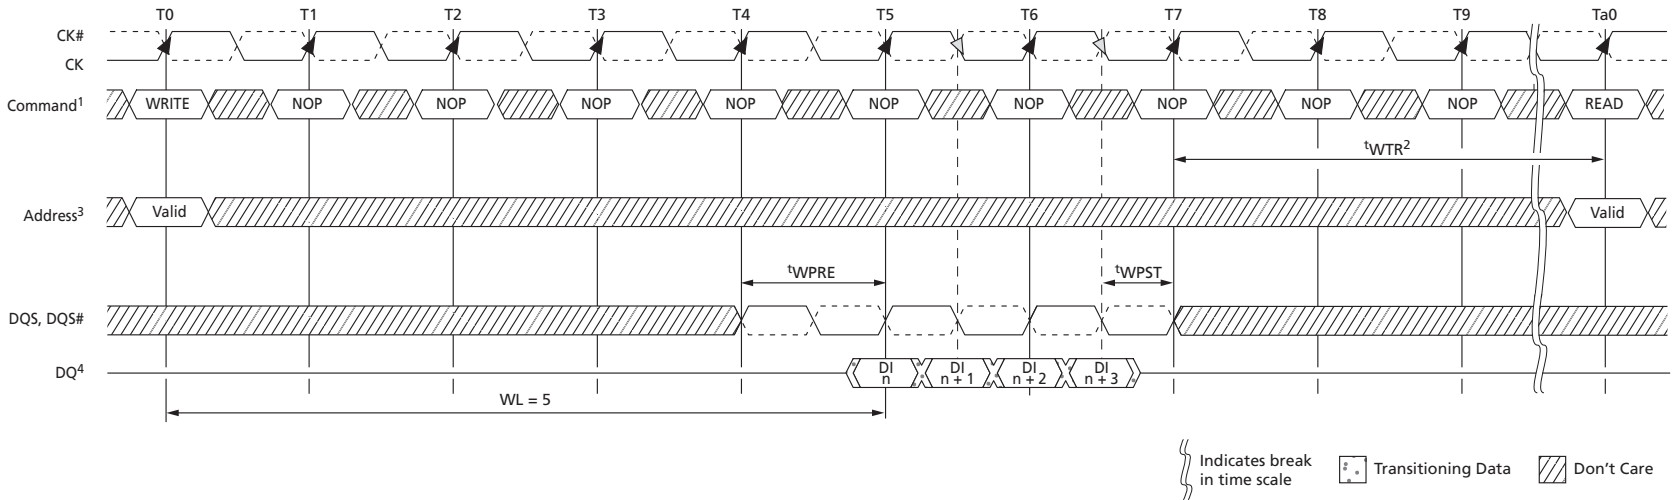 T0 T1 T2 T3 T4 T5 T6 T7 T8 T9 Ta0
CK#
CK
Command1 WRITE NOP NOP NOP NOP NOP NOP NOP NOP NOP READ
tWTR2
Address3 Valid Valid
tWPRE tWPST
DQS, DQS#
DQ4 DI n DI n + 1 DI n + 2 DI n + 3
WL = 5
Indicates break
in time scale
Transitioning Data
Don't Care